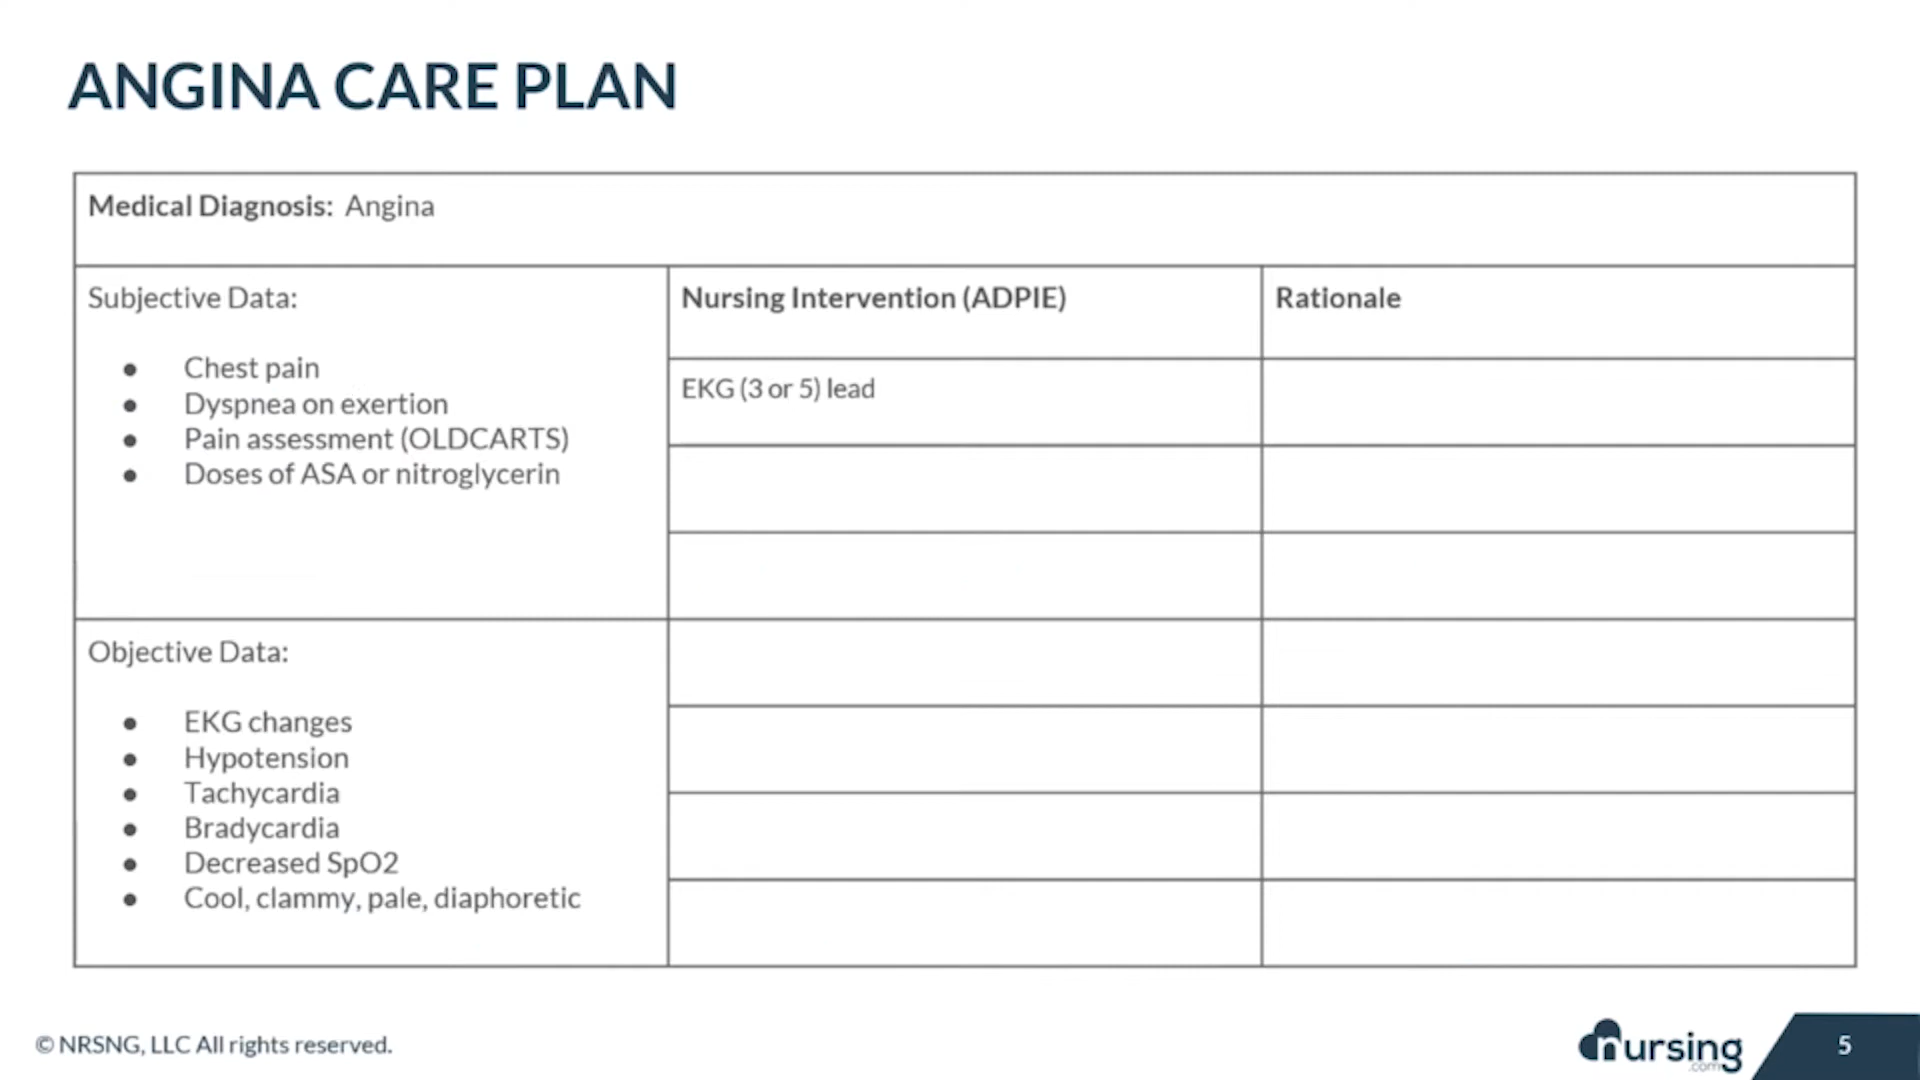 ANGINA CARE PLAN
Medical Diagnosis: Angina
Subjective Data:
● Chest pain
● Dyspnea on exertion
● Pain assessment (OLDCARTS)
● Doses of ASA or nitroglycerin
Nursing Intervention (ADPIE)
Rationale
EKG (3 or 5) lead
Objective Data:
● EKG changes
● Hypotension
● Tachycardia
● Bradycardia
● Decreased SpO2
● Cool, clammy, pale, diaphoretic
© NRSNG, LLC All rights reserved.
nursing
.com
5